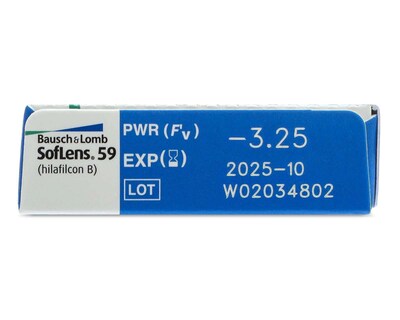 Bausch & Lomb
SofLens® 59
(hilafilcon B)
PWR (Fv) -3.25
EXP (⌛) 2025-10
LOT W02034802